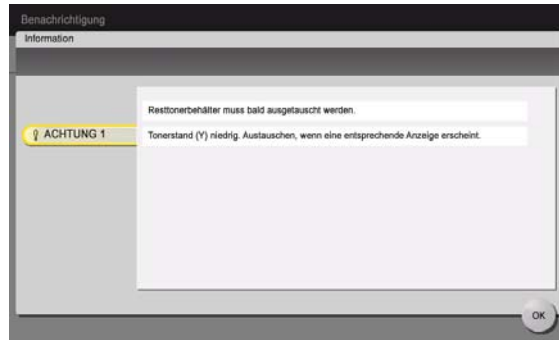 Benachrichtigung
Information
Resttonerbehälter muss bald ausgetauscht werden.
ACHTUNG 1
Tonerstand (Y) niedrig. Austauschen, wenn eine entsprechende Anzeige erscheint.
OK